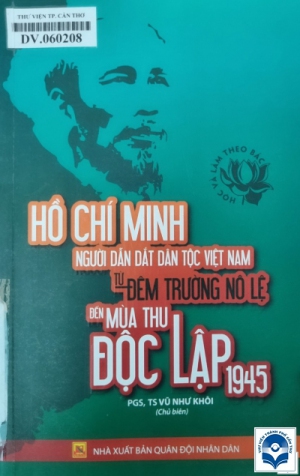 THƯ VIỆN TP. CẦN THƠ
DV.060208
HỌC VÀ LÀM THEO BÁC
HỒ CHÍ MINH
NGƯỜI DẪN DẮT DÂN TỘC VIỆT NAM
TỪ ĐÊM TRƯỜNG NÔ LỆ
ĐẾN MÙA THU
ĐỘC LẬP 1945
PGS, TS VŨ NHƯ KHÔI
(Chủ biên)
NHÀ XUẤT BẢN QUÂN ĐỘI NHÂN DÂN